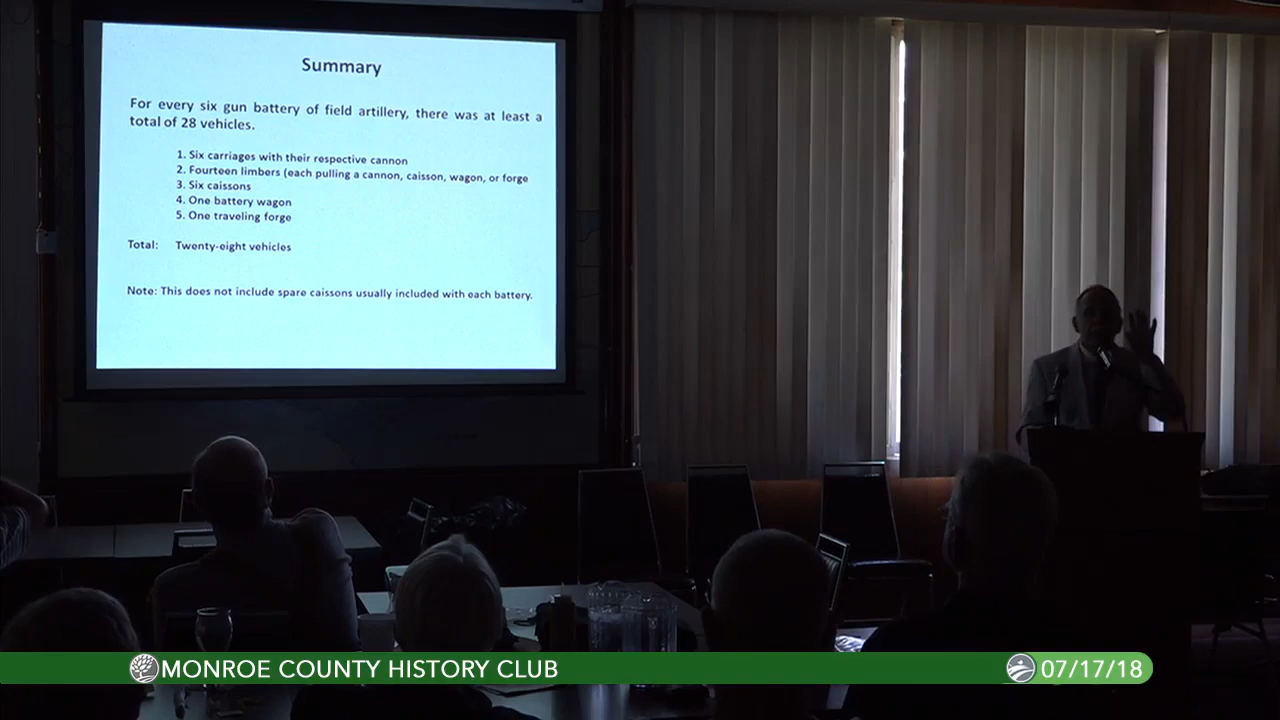 Summary
For every six gun battery of field artillery, there was at least a
total of 28 vehicles.
1. Six carriages with their respective cannon
2. Fourteen limbers (each pulling a cannon, caisson, wagon, or forge
3. Six caissons
4. One battery wagon
5. One traveling forge
Total: Twenty-eight vehicles
Note: This does not include spare caissons usually included with each battery.
MONROE COUNTY HISTORY CLUB
07/17/18